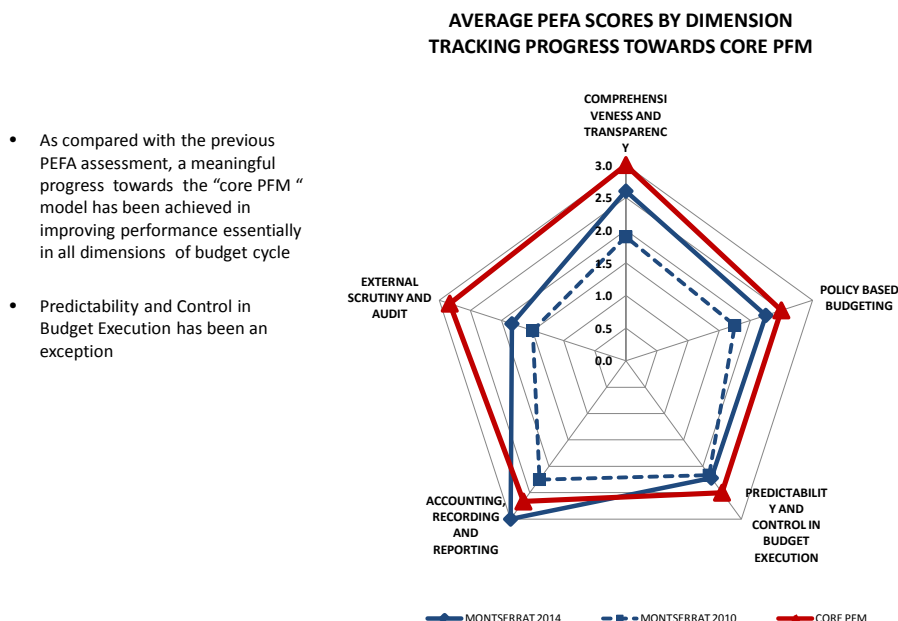 AVERAGE PEFA SCORES BY DIMENSION
TRACKING PROGRESS TOWARDS CORE PFM
• As compared with the previous
PEFA assessment, a meaningful
progress towards the “core PFM “
model has been achieved in
improving performance essentially
in all dimensions of budget cycle
• Predictability and Control in
Budget Execution has been an
exception
COMPREHENSI
VENESS AND
TRANSPARENC
Y
3.0
2.5
2.0
1.5
1.0
0.5
0.0
POLICY BASED
BUDGETING
PREDICTABILIT
Y AND
CONTROL IN
BUDGET
EXECUTION
ACCOUNTING,
RECORDING
AND
REPORTING
EXTERNAL
SCRUTINY AND
AUDIT
MONTSERRAT 2014
MONTSERRAT 2010
CORE PFM